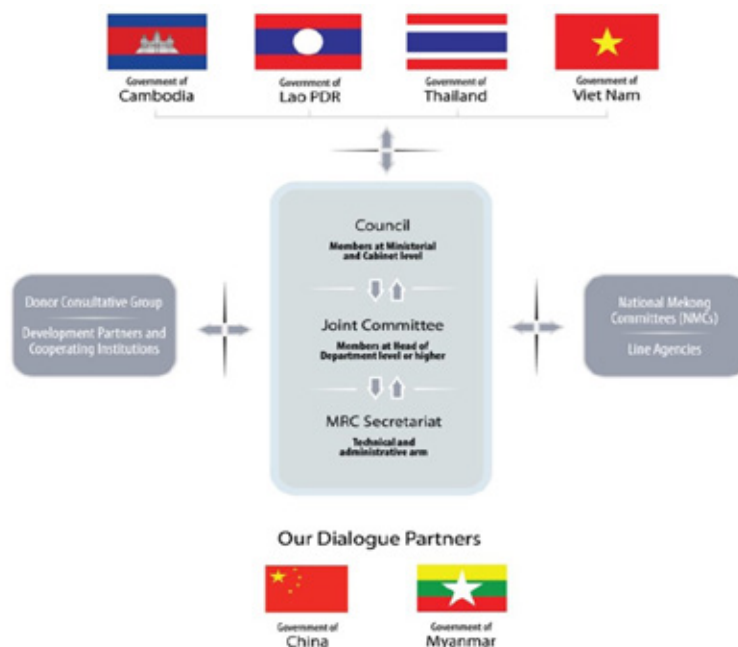 Government of
Cambodia
Government of
Lao PDR
Government of
Thailand
Government of
Viet Nam
Council
Members at Ministerial
and Cabinet level
Donor Consultative Group
Development Partners and
Cooperating Institutions
Joint Committee
Members at Head of
Department level or higher
National Mekong
Committees (NMCs)
Line Agencies
MRC Secretariat
Technical and
administrative arm
Our Dialogue Partners
Government of
China
Government of
Myanmar